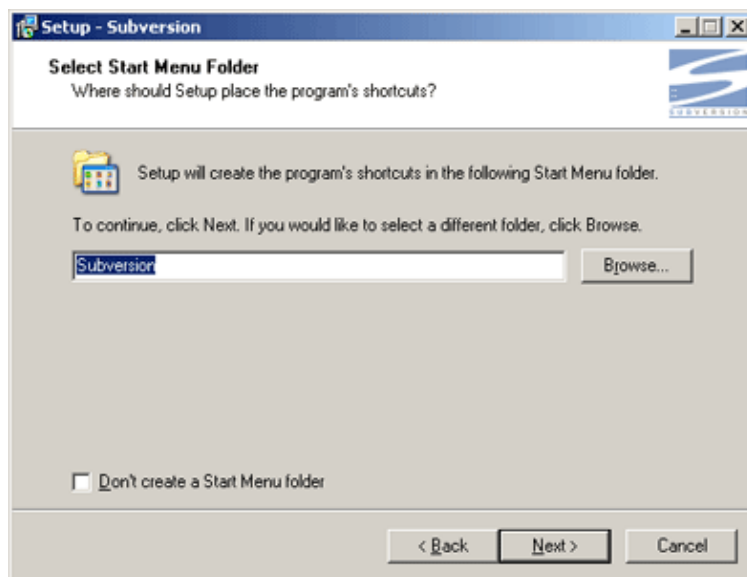 Setup - Subversion
Select Start Menu Folder
Where should Setup place the program's shortcuts?
SUBVERSION
Setup will create the program's shortcuts in the following Start Menu folder.
To continue, click Next. If you would like to select a different folder, click Browse.
Subversion
Browse...
Don't create a Start Menu folder
< Back
Next >
Cancel